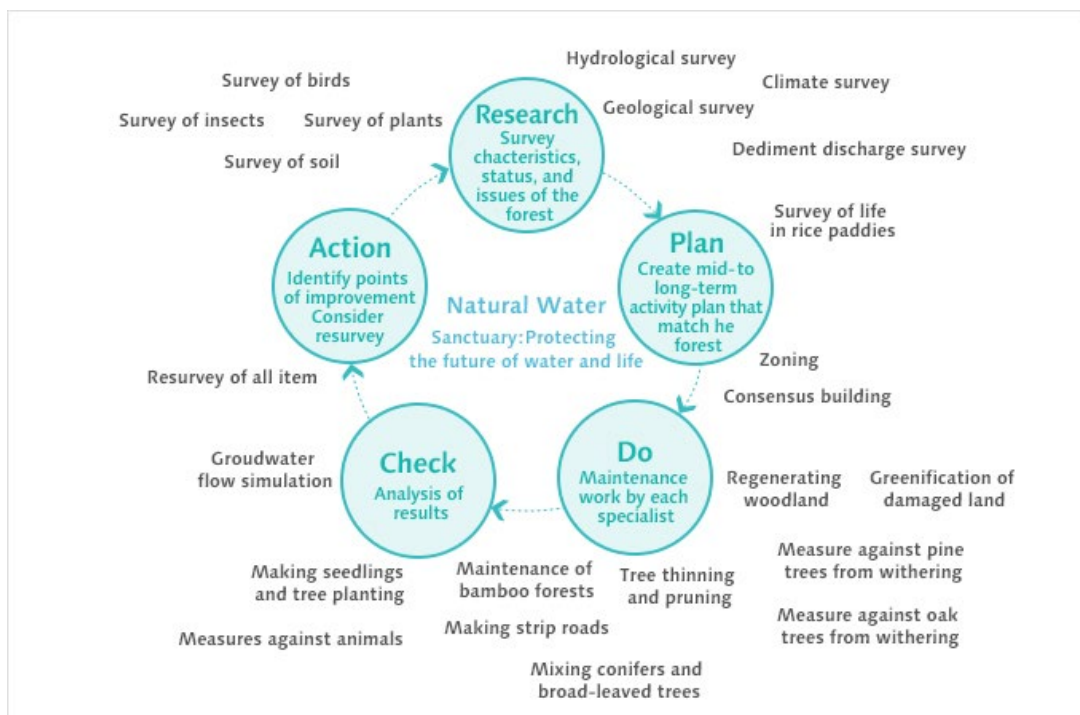 Hydrological survey
Survey of birds
Climate survey
Geological survey
Survey of insects
Survey of plants
Dediment discharge survey
Survey of soil
Research
Survey
chacteristics,
status, and
issues of the
forest
Survey of life
in rice paddies
Plan
Create mid-to
long-term
activity plan that
match he
forest
Action
Identify points
of improvement
Consider
resurvey
Natural Water
Sanctuary:Protecting
the future of water and life
Zoning
Consensus building
Resurvey of all item
Do
Maintenance
work by each
specialist
Check
Analysis of
results
Groudwater
flow simulation
Regenerating
woodland
Greenification of
damaged land
Measure against pine
trees from withering
Making seedlings
and tree planting
Maintenance of
bamboo forests
Tree thinning
and pruning
Measure against oak
trees from withering
Measures against animals
Making strip roads
Mixing conifers and
broad-leaved trees